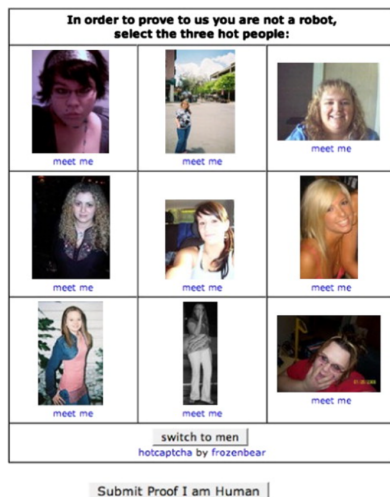 In order to prove to us you are not a robot,
select the three hot people:
meet me
meet me
meet me
meet me
meet me
meet me
meet me
meet me
meet me
switch to men
hotcaptcha by frozenbear
Submit Proof I am Human